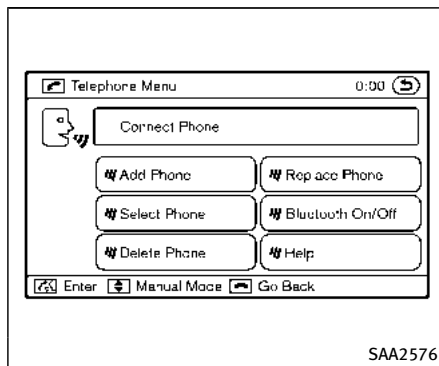 Telephone Menu 0:00
Connect Phone
Add Phone Replace Phone
Select Phone Bluetooth On/Off
Delete Phone Help
Enter Manual Mode Go Back
SAA2576